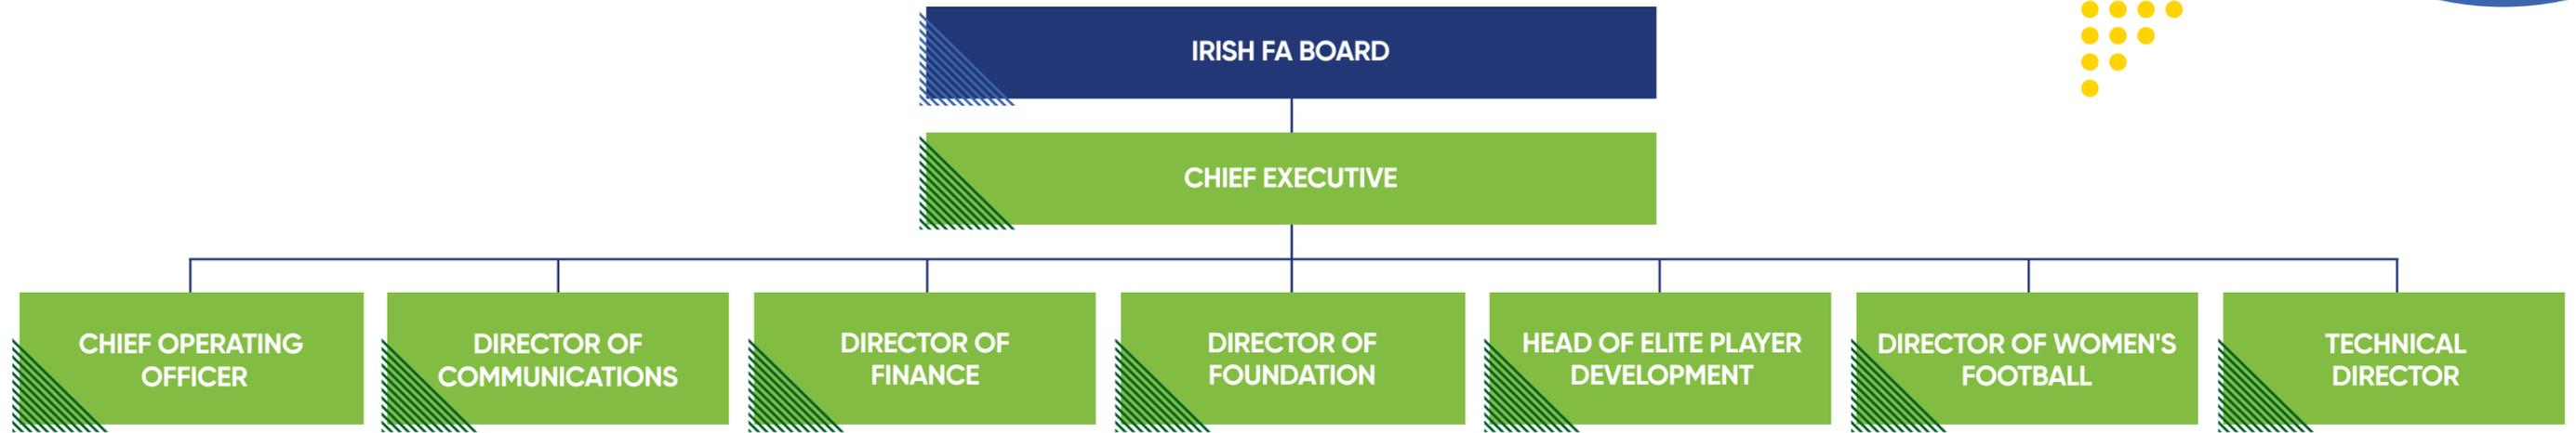 IRISH FA BOARD
CHIEF EXECUTIVE
CHIEF OPERATING
OFFICER
DIRECTOR OF
COMMUNICATIONS
DIRECTOR OF
FINANCE
DIRECTOR OF
FOUNDATION
HEAD OF ELITE PLAYER
DEVELOPMENT
DIRECTOR OF WOMEN'S
FOOTBALL
TECHNICAL
DIRECTOR